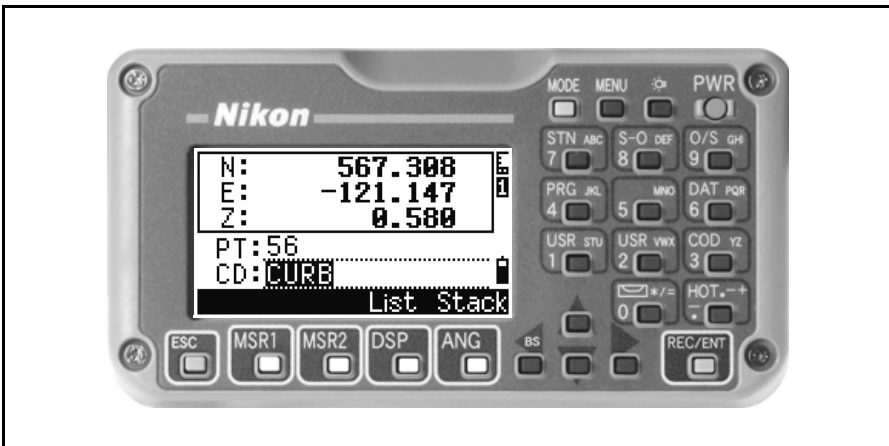 MODE MENU PWR
Nikon
STN ABC S-O DEF O/S GHI
7 8 9
N: 567.308
E: -121.147 1
Z: 0.580
PRG JKL MNO DAT PQR
4 5 6
PT:56
CD:CURB
USR STU USR VWX COD YZ
1 2 3
List Stack
*/= HOT.-+
0 .-
ESC MSR1 MSR2 DSP ANG BS REC/ENT